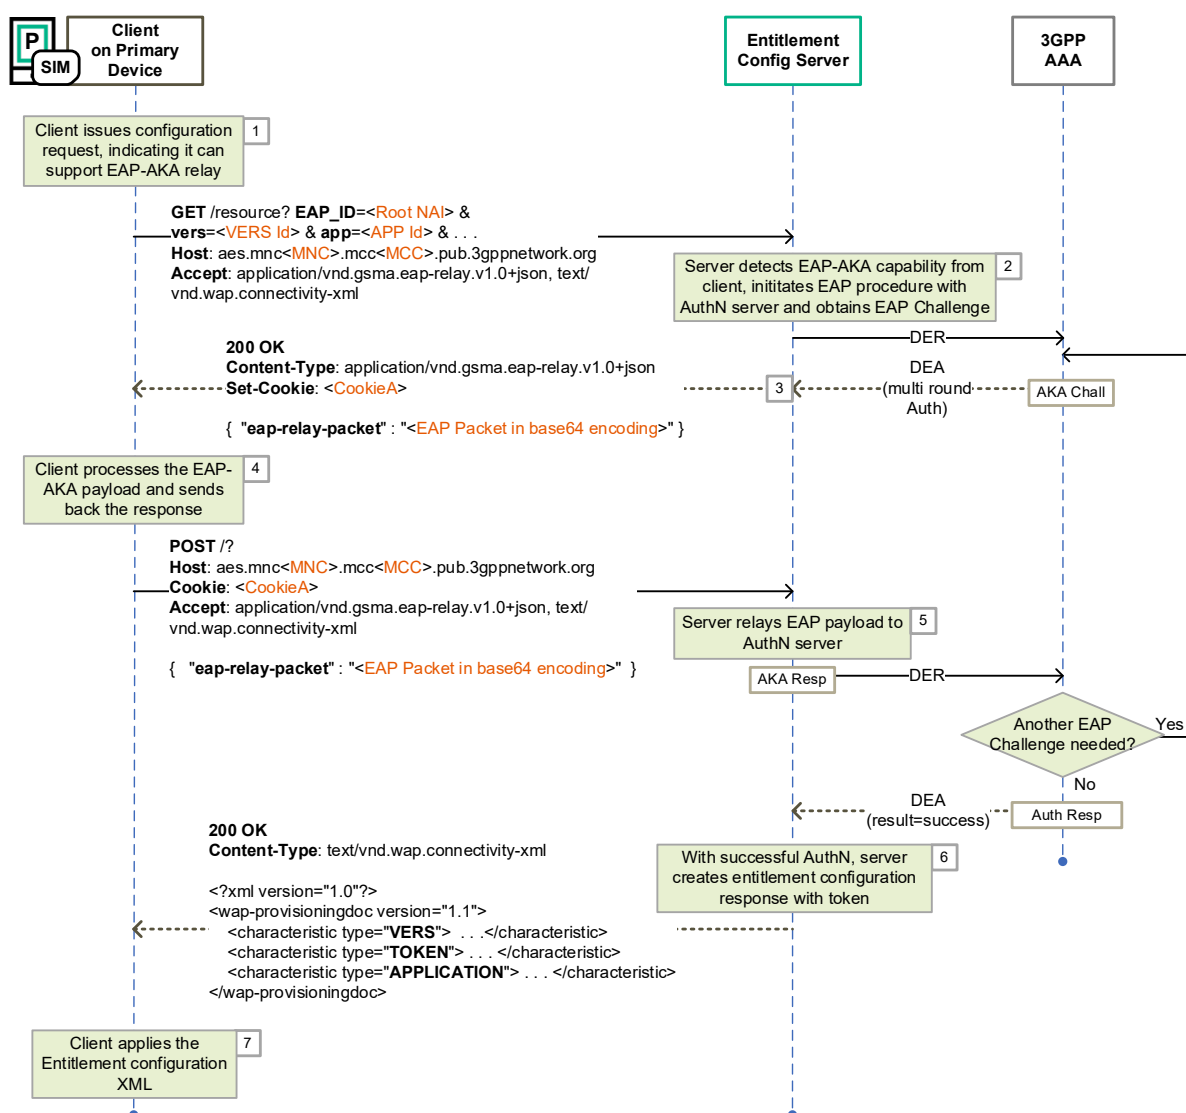 P
SIM
Client
on Primary
Device
Entitlement
Config Server
3GPP
AAA
Client issues configuration
request, indicating it can
support EAP-AKA relay
1
GET /resource? EAP_ID=<Root NAI> &
vers=<VERS Id> & app=<APP Id> & . . .
Host: aes.mnc<MNC>.mcc<MCC>.pub.3gppnetwork.org
Accept: application/vnd.gsma.eap-relay.v1.0+json, text/
vnd.wap.connectivity-xml
Server detects EAP-AKA capability from
client, inititates EAP procedure with
AuthN server and obtains EAP Challenge
2
DER
200 OK
Content-Type: application/vnd.gsma.eap-relay.v1.0+json
Set-Cookie: <CookieA>
{ "eap-relay-packet" : "<EAP Packet in base64 encoding>" }
3
DEA
(multi round
Auth)
AKA Chall
Client processes the EAP-
AKA payload and sends
back the response
4
POST /?
Host: aes.mnc<MNC>.mcc<MCC>.pub.3gppnetwork.org
Cookie: <CookieA>
Accept: application/vnd.gsma.eap-relay.v1.0+json, text/
vnd.wap.connectivity-xml
{ "eap-relay-packet" : "<EAP Packet in base64 encoding>" }
Server relays EAP payload to
AuthN server
5
AKA Resp
DER
Another EAP
Challenge needed?
Yes
No
DEA
(result=success)
Auth Resp
200 OK
Content-Type: text/vnd.wap.connectivity-xml
<?xml version="1.0"?>
<wap-provisioningdoc version="1.1">
<characteristic type="VERS"> . . .</characteristic>
<characteristic type="TOKEN"> . . . </characteristic>
<characteristic type="APPLICATION"> . . . </characteristic>
</wap-provisioningdoc>
With successful AuthN, server
creates entitlement configuration
response with token
6
Client applies the
Entitlement configuration
XML
7